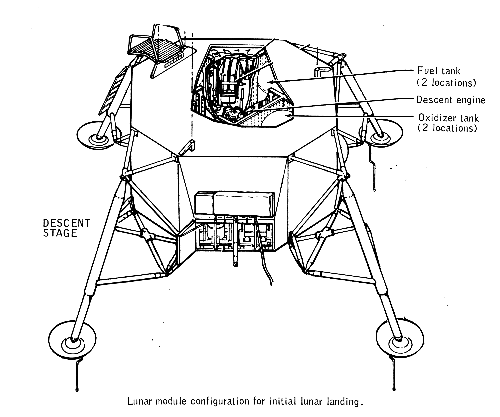 Fuel tank
(2 locations)
Descent engine
Oxidizer tank
(2 locations)
DESCENT
STAGE
Lunar module configuration for initial lunar landing.